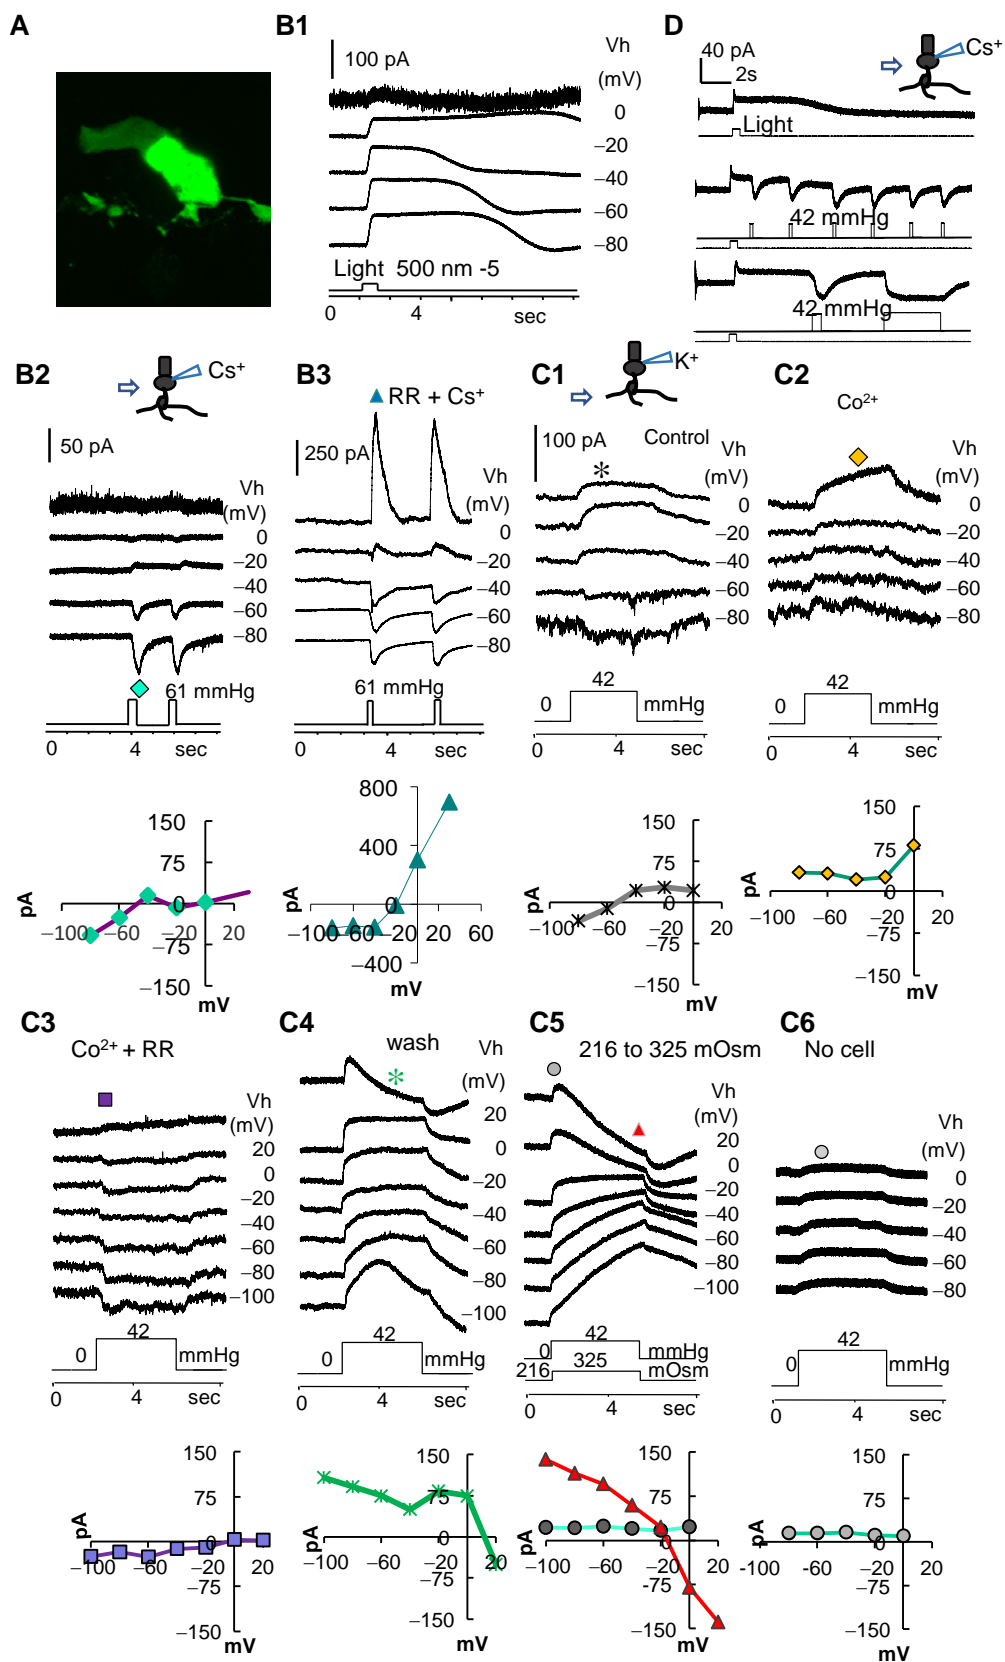 A
B1
100 pA
Vh
(mV)
0
−20
−40
−60
−80
Light 500 nm -5
0 4 sec
D
40 pA
2s
Cs+
Light
42 mmHg
42 mmHg
B2
Cs+
50 pA
Vh
(mV)
0
−20
−40
−60
−80
61 mmHg
0 4 sec
150
75
0
−75
−150
−100 −60 −20 20
pA
mV
B3
RR + Cs+
250 pA
Vh
(mV)
0
−20
−40
−60
−80
61 mmHg
0 4 sec
800
400
0
−400
−100 −60 −20 20 60
pA
mV
C1
K+
100 pA
Control
*
Vh
(mV)
0
−20
−40
−60
−80
42
0 mmHg
0 4 sec
150
75
0
−75
−150
−100 −60 −20 20
pA
mV
C2
Co2+
Vh
(mV)
0
−20
−40
−60
−80
42
0 mmHg
0 4 sec
150
75
0
−75
−150
−100 −60 −20 20
pA
mV
C3
Co2+ + RR
Vh
(mV)
20
0
−20
−40
−60
−80
−100
42
0 mmHg
0 4 sec
150
75
0
−75
−150
−100 −60 −20 20
pA
mV
C4
wash
*
Vh
(mV)
20
0
−20
−40
−60
−80
−100
42
0 mmHg
0 4 sec
150
75
0
−75
−150
−100 −60 −20 20
pA
mV
C5
216 to 325 mOsm
Vh
(mV)
20
0
−20
−40
−60
−80
−100
42
0 mmHg
216 325 mOsm
0 4 sec
150
75
0
−75
−150
−100 −60 −20 20
pA
mV
C6
No cell
Vh
(mV)
0
−20
−40
−60
−80
42
0 mmHg
0 4 sec
150
75
0
−75
−150
−100 −60 −20 20
pA
mV